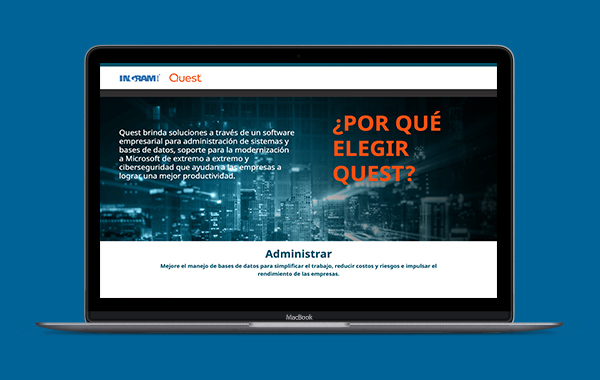 INGRAM Quest
Quest brinda soluciones a través de un software
empresarial para administración de sistemas y
bases de datos, soporte para la modernización
a Microsoft de extremo a extremo y
ciberseguridad que ayudan a las empresas a
lograr una mejor productividad.
¿POR QUÉ
ELEGIR
QUEST?
Administrar
Mejore el manejo de bases de datos para simplificar el trabajo, reducir costos y riesgos e impulsar el
rendimiento de las empresas.
MacBook